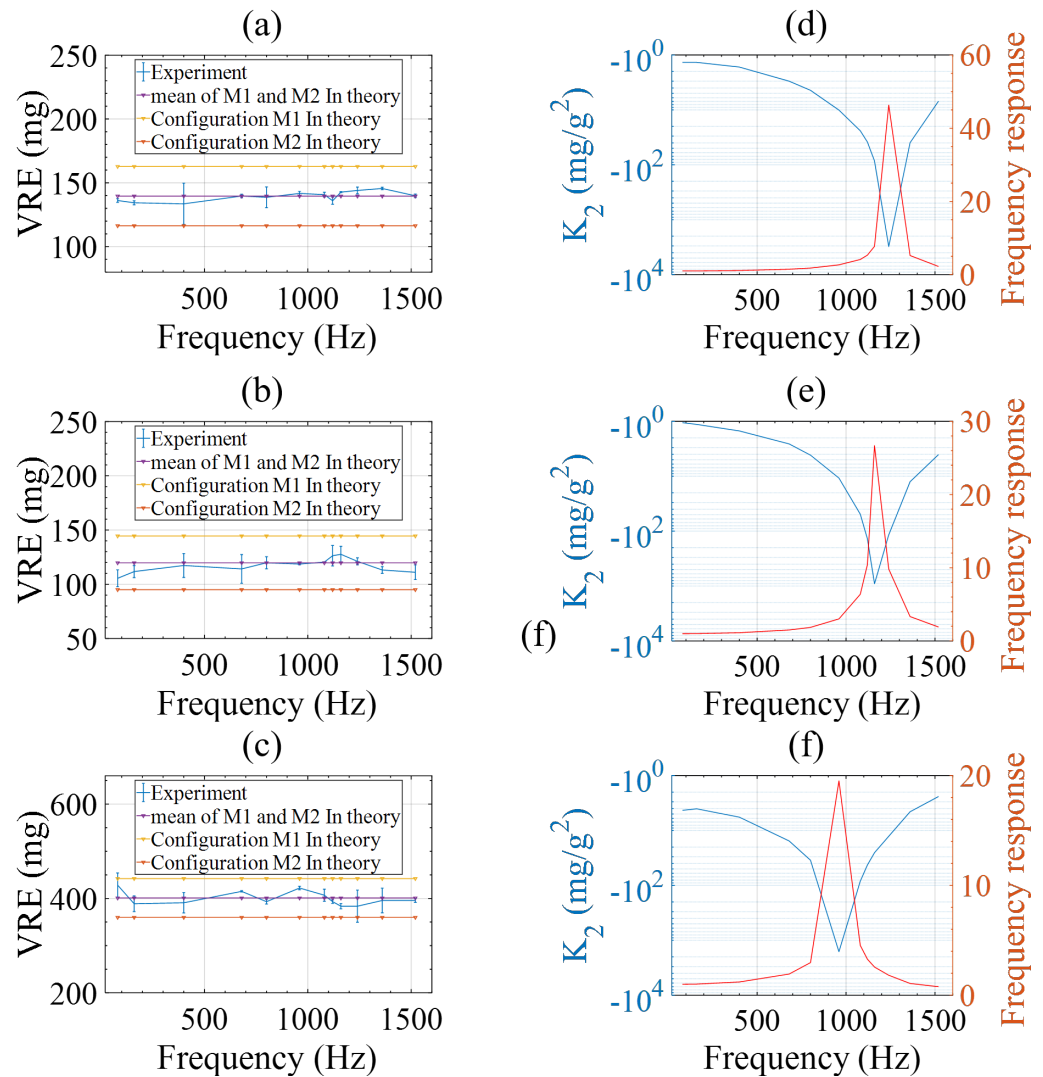 (a)
250
200
150
100
VRE (mg)
Experiment
mean of M1 and M2 In theory
Configuration M1 In theory
Configuration M2 In theory
500 1000 1500
Frequency (Hz)
(d)
-10^0
-10^2
-10^4
K_2 (mg/g^2)
60
40
20
0
Frequency response
500 1000 1500
Frequency (Hz)
(b)
250
200
150
100
50
VRE (mg)
Experiment
mean of M1 and M2 In theory
Configuration M1 In theory
Configuration M2 In theory
500 1000 1500
Frequency (Hz)
(f)
(e)
-10^0
-10^2
-10^4
K_2 (mg/g^2)
30
20
10
0
Frequency response
500 1000 1500
Frequency (Hz)
(c)
600
400
200
VRE (mg)
Experiment
mean of M1 and M2 In theory
Configuration M1 In theory
Configuration M2 In theory
500 1000 1500
Frequency (Hz)
(f)
-10^0
-10^2
-10^4
K_2 (mg/g^2)
20
10
0
Frequency response
500 1000 1500
Frequency (Hz)